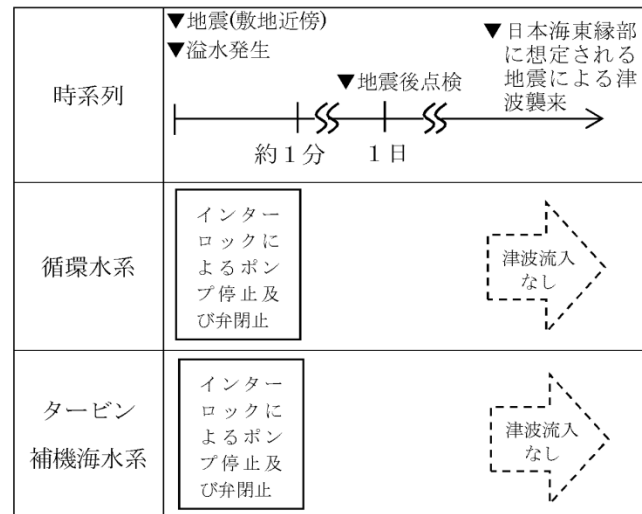 時系列
▼地震(敷地近傍)
▼溢水発生
▼地震後点検
▼日本海東縁部
に想定される
地震による津
波襲来
約1分
1日
循環水系
インター
ロックに
よるポン
プ停止及
び弁閉止
津波流入
なし
タービン
補機海水系
インター
ロックに
よるポン
プ停止及
び弁閉止
津波流入
なし